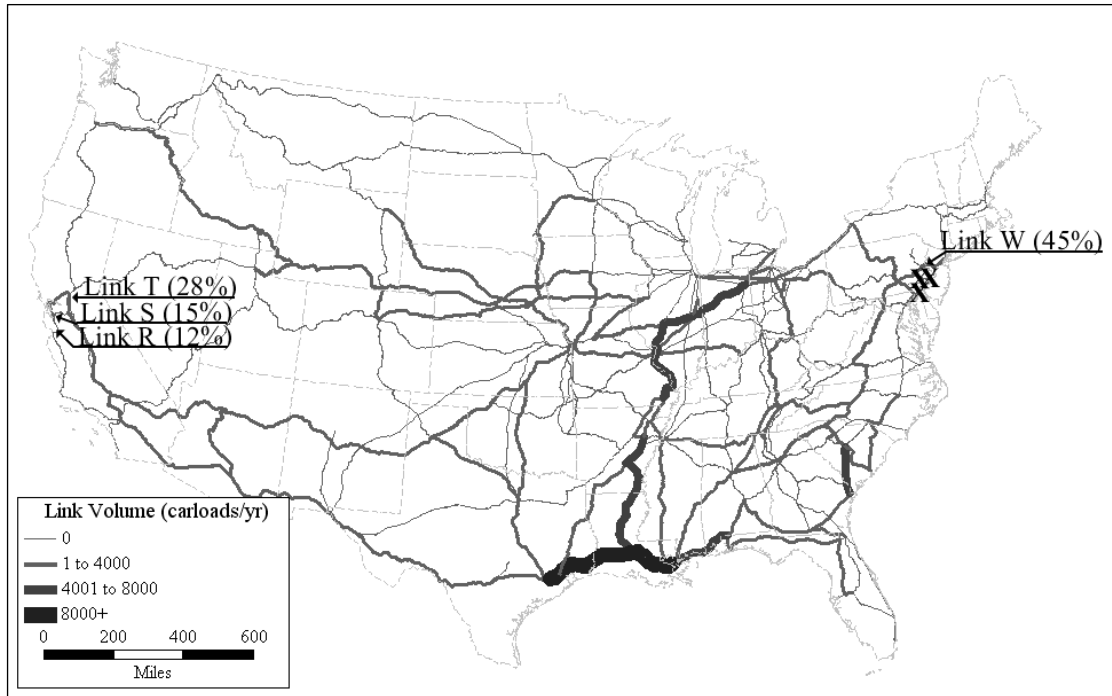 Link W (45%)
Link T (28%)
Link S (15%)
Link R (12%)
Link Volume (carloads/yr)
0
1 to 4000
4001 to 8000
8000+
0 200 400 600
Miles